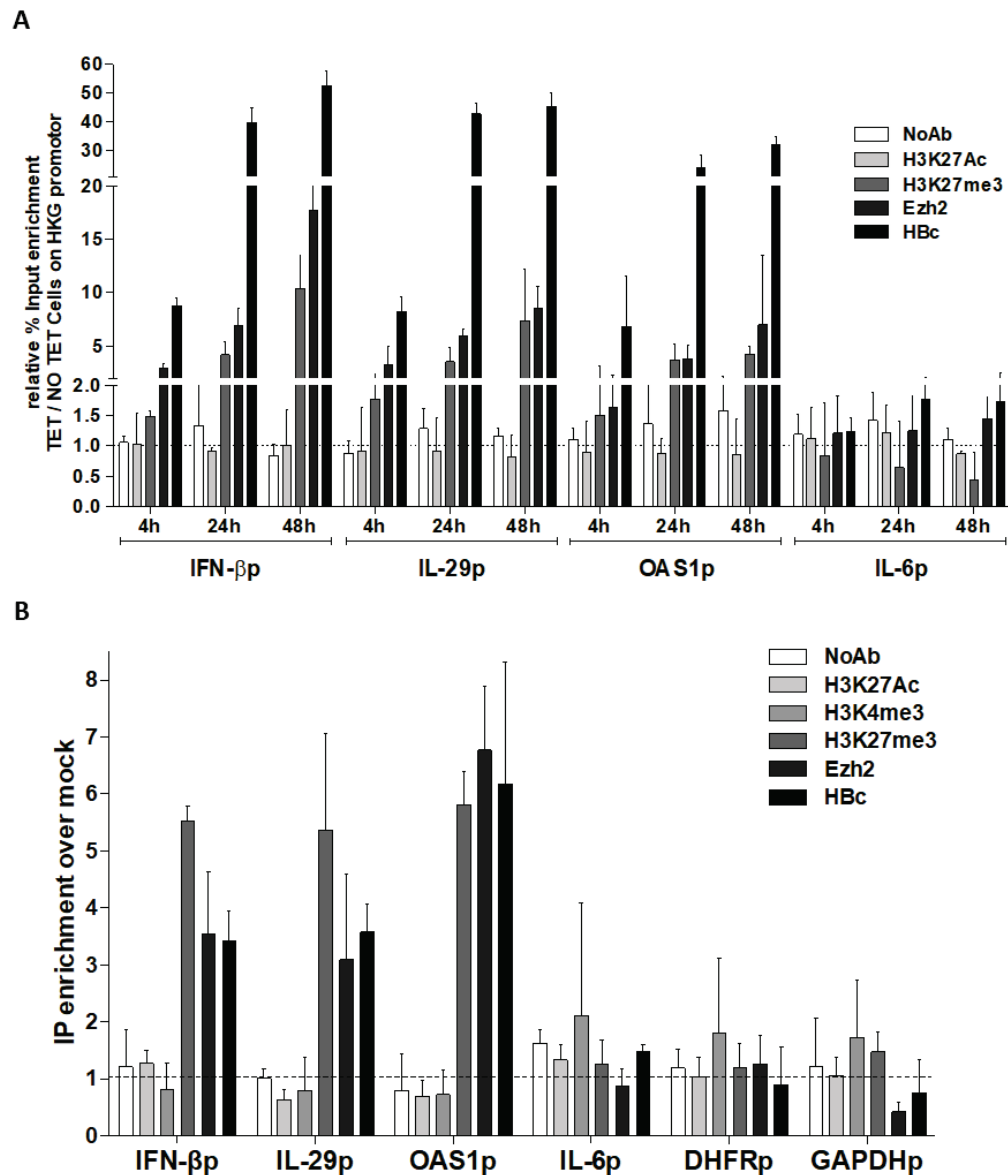 A
relative % Input enrichment
TET / NO TET Cells on HKG promotor
60
50
40
30
20
15
10
5
2.0
1.5
1.0
0.5
0.0
NoAb
H3K27Ac
H3K27me3
Ezh2
HBc
4h 24h 48h 4h 24h 48h 4h 24h 48h 4h 24h 48h
IFN-βp IL-29p OAS1p IL-6p
B
IP enrichment over mock
8
7
6
5
4
3
2
1
0
NoAb
H3K27Ac
H3K4me3
H3K27me3
Ezh2
HBc
IFN-βp IL-29p OAS1p IL-6p DHFRp GAPDHp